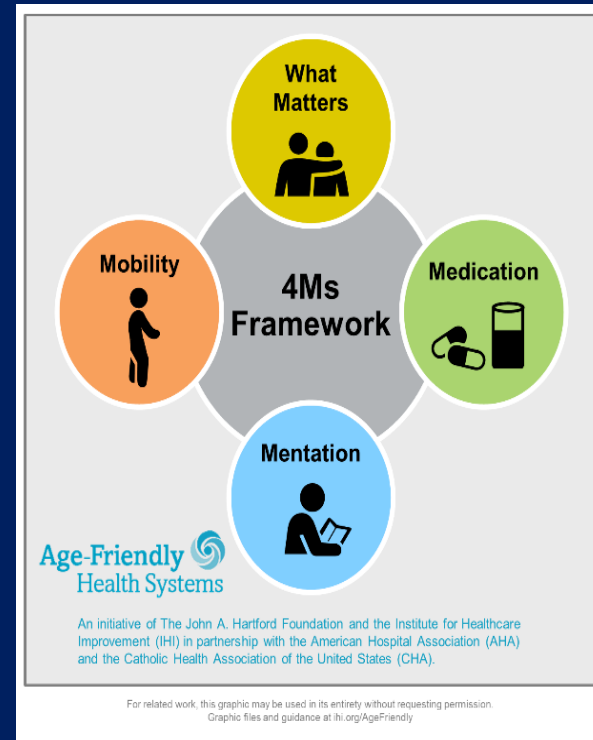 What
Matters
Mobility
4Ms
Framework
Medication
Mentation
Age-Friendly
Health Systems
An initiative of The John A. Hartford Foundation and the Institute for Healthcare
Improvement (IHI) in partnership with the American Hospital Association (AHA)
and the Catholic Health Association of the United States (CHA).
For related work, this graphic may be used in its entirety without requesting permission.
Graphic files and guidance at ihi.org/AgeFriendly